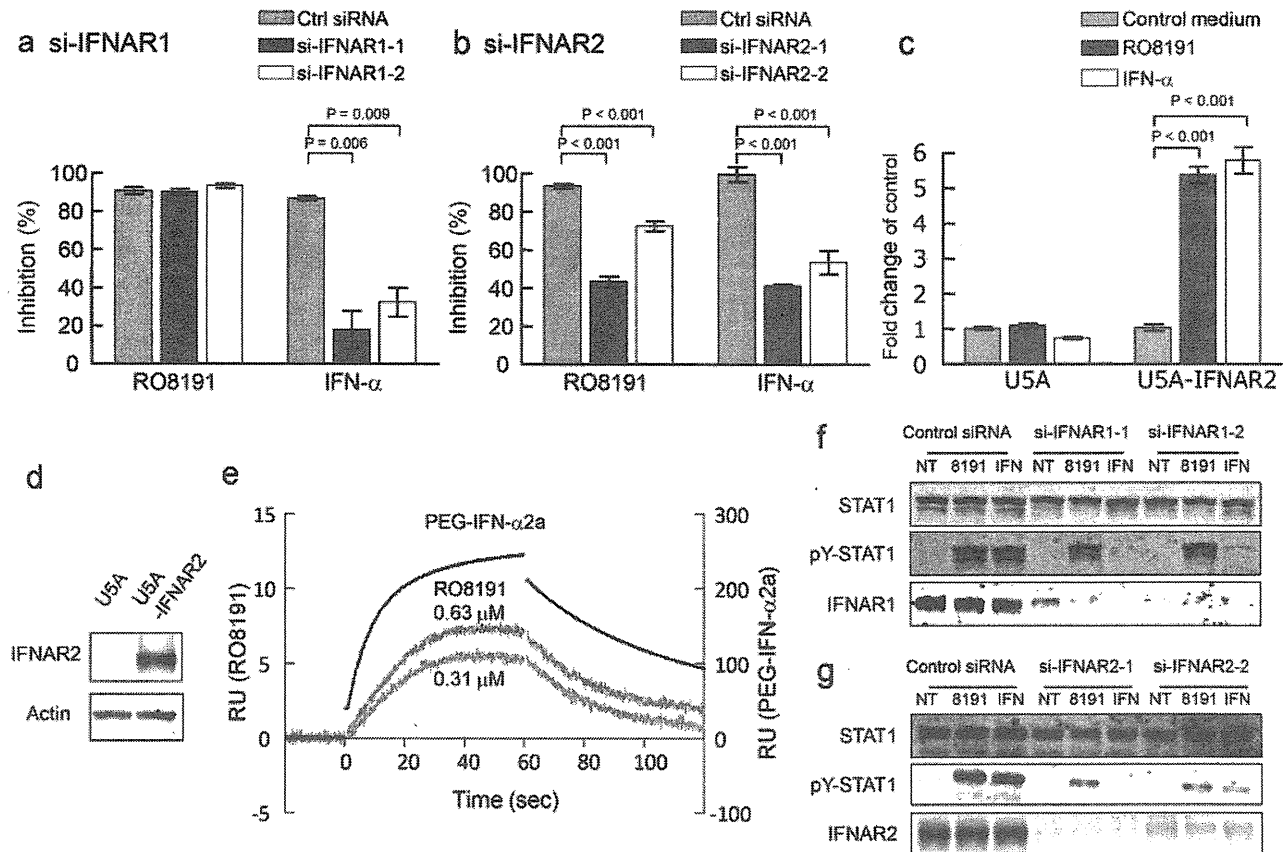 a si-IFNAR1
Ctrl siRNA
si-IFNAR1-1
si-IFNAR1-2
P = 0.009
P = 0.006
Inhibition (%)
100
80
60
40
20
0
RO8191
IFN-α
b si-IFNAR2
Ctrl siRNA
si-IFNAR2-1
si-IFNAR2-2
P < 0.001
P < 0.001
P < 0.001
P < 0.001
Inhibition (%)
100
80
60
40
20
0
RO8191
IFN-α
c
Control medium
RO8191
IFN-α
P < 0.001
P < 0.001
Fold change of control
6
5
4
3
2
1
0
U5A
U5A-IFNAR2
d
U5A
U5A
-IFNAR2
IFNAR2
Actin
e
RU (RO8191)
15
10
5
0
-5
PEG-IFN-α2a
RO8191
0.63 μM
0.31 μM
0
20
40
60
80
100
Time (sec)
300
200
100
0
-100
RU (PEG-IFN-α2a)
f
Control siRNA si-IFNAR1-1 si-IFNAR1-2
NT 8191 IFN NT 8191 IFN NT 8191 IFN
STAT1
pY-STAT1
IFNAR1
g
Control siRNA si-IFNAR2-1 si-IFNAR2-2
NT 8191 IFN NT 8191 IFN NT 8191 IFN
STAT1
pY-STAT1
IFNAR2